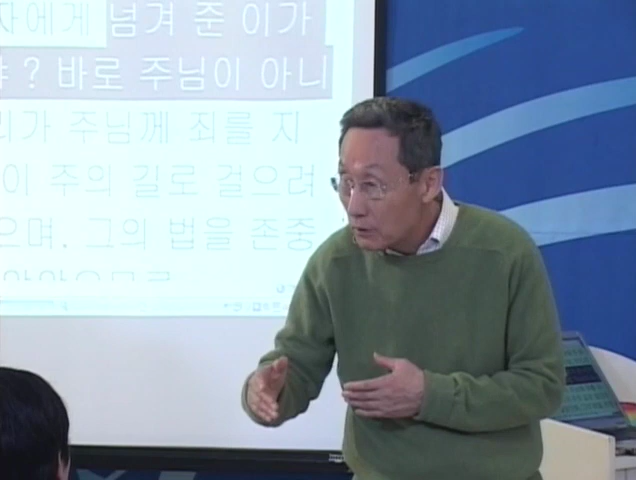 자에게 넘겨 준 이가
? 바로 주님이 아니
가 주님께 죄를 지
이 주의 길로 걸으려
으며. 그의 법을 존중